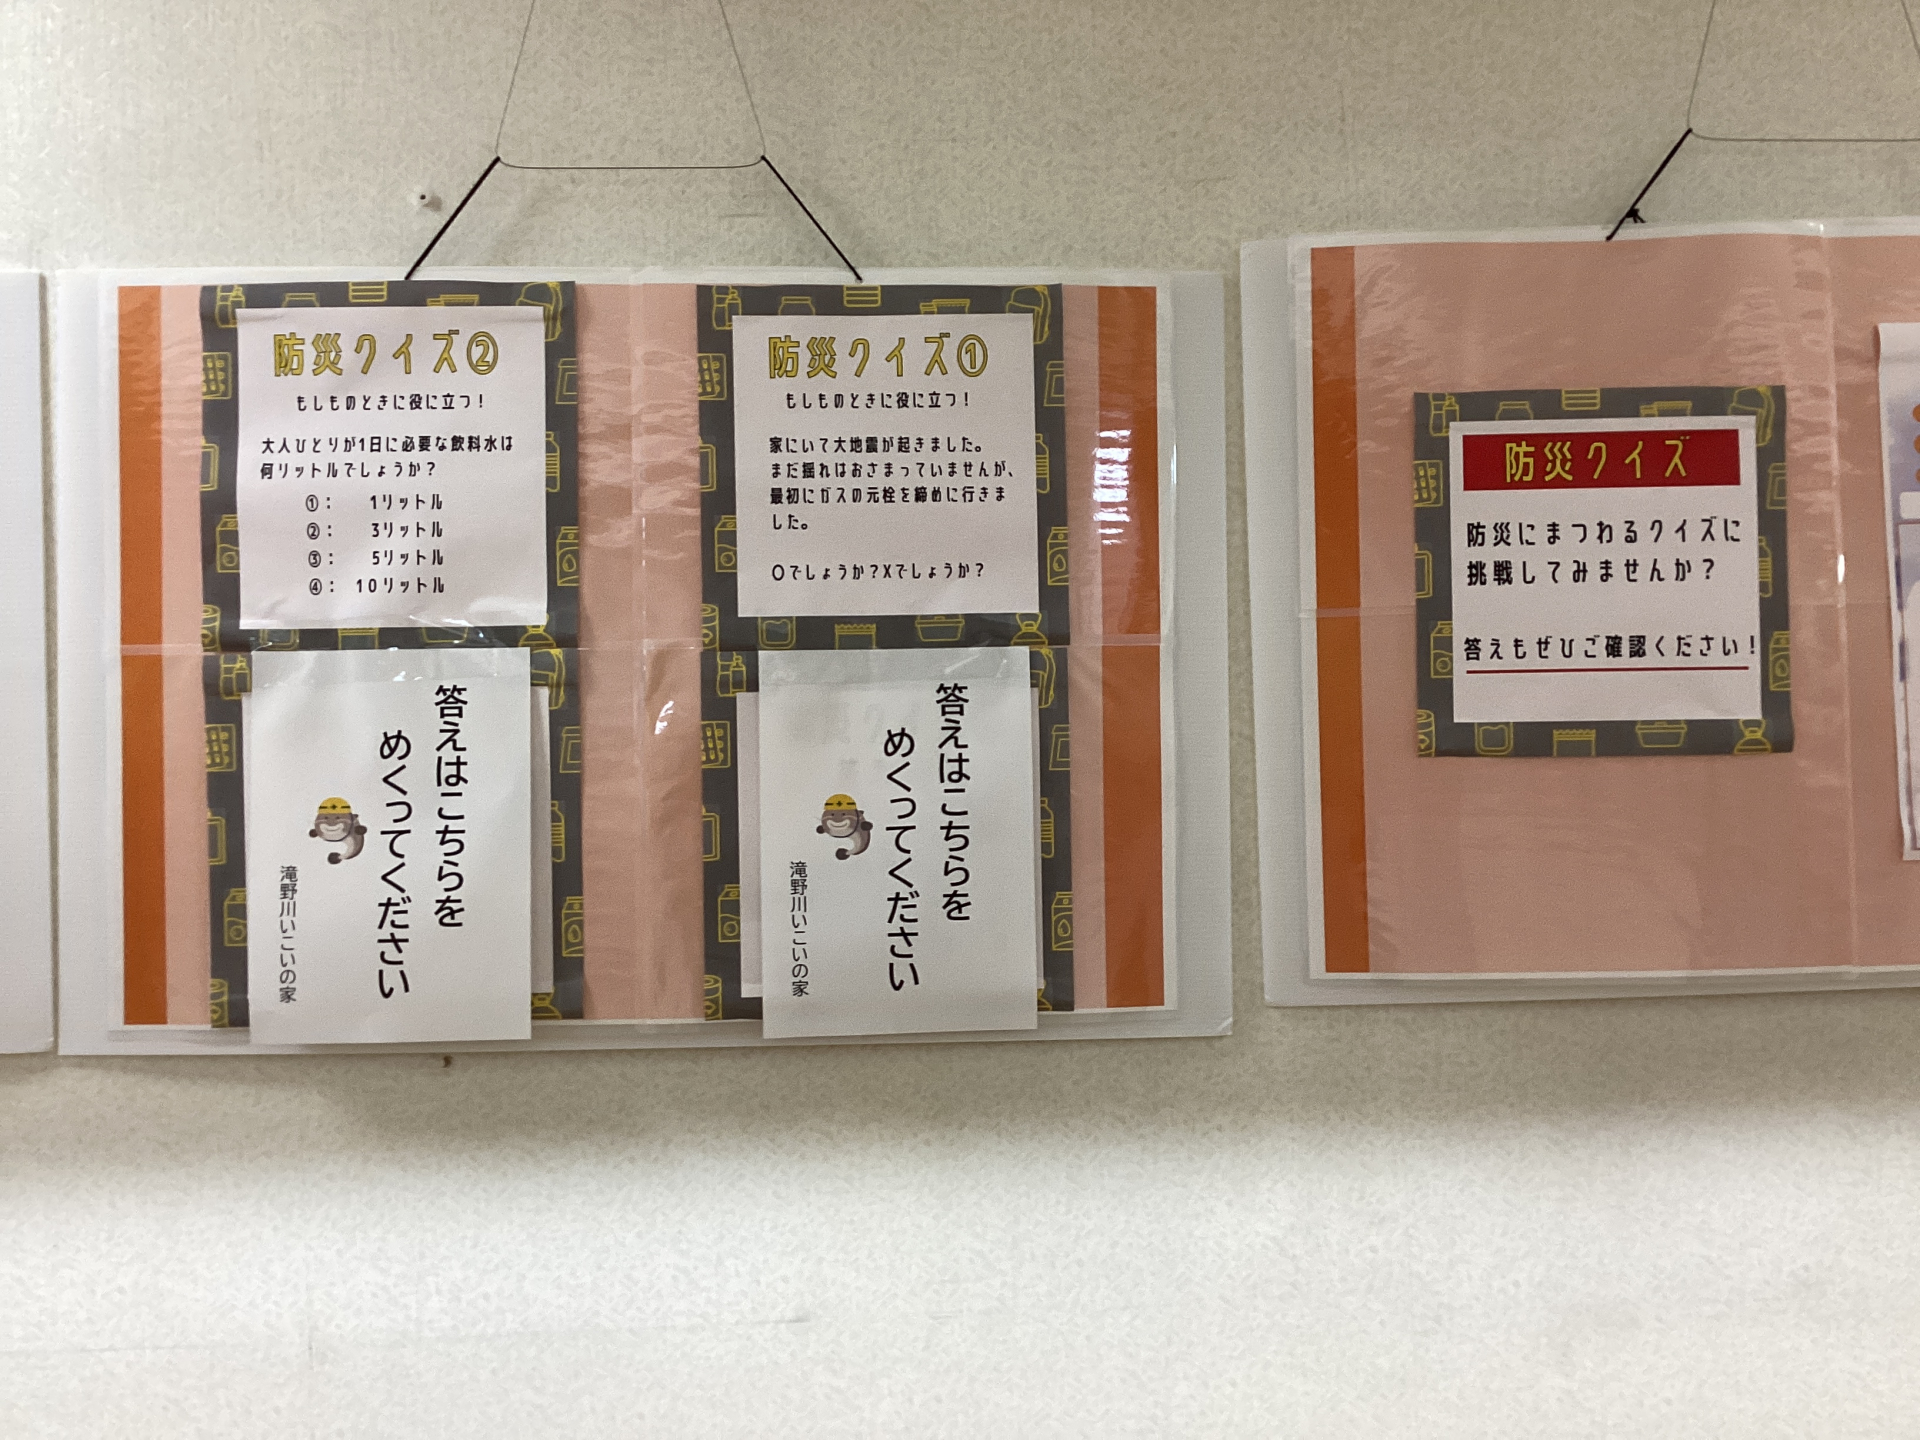 防災クイズ
防災にまつわるクイズに
挑戦してみませんか？
答えもぜひご確認ください！
防災クイズ①
もしものときに役に立つ！
家にいて大地震が起きました。
まだ揺れはおさまっていませんが、
最初にガスの元栓を締めに行きま
した。
〇でしょうか？Xでしょうか？
答えはこちらを
めくってください
滝野川いこいの家
防災クイズ②
もしものときに役に立つ！
大人ひとりが1日に必要な飲料水は
何リットルでしょうか？
①： 1リットル
②： 3リットル
③： 5リットル
④： 10リットル
答えはこちらを
めくってください
滝野川いこいの家